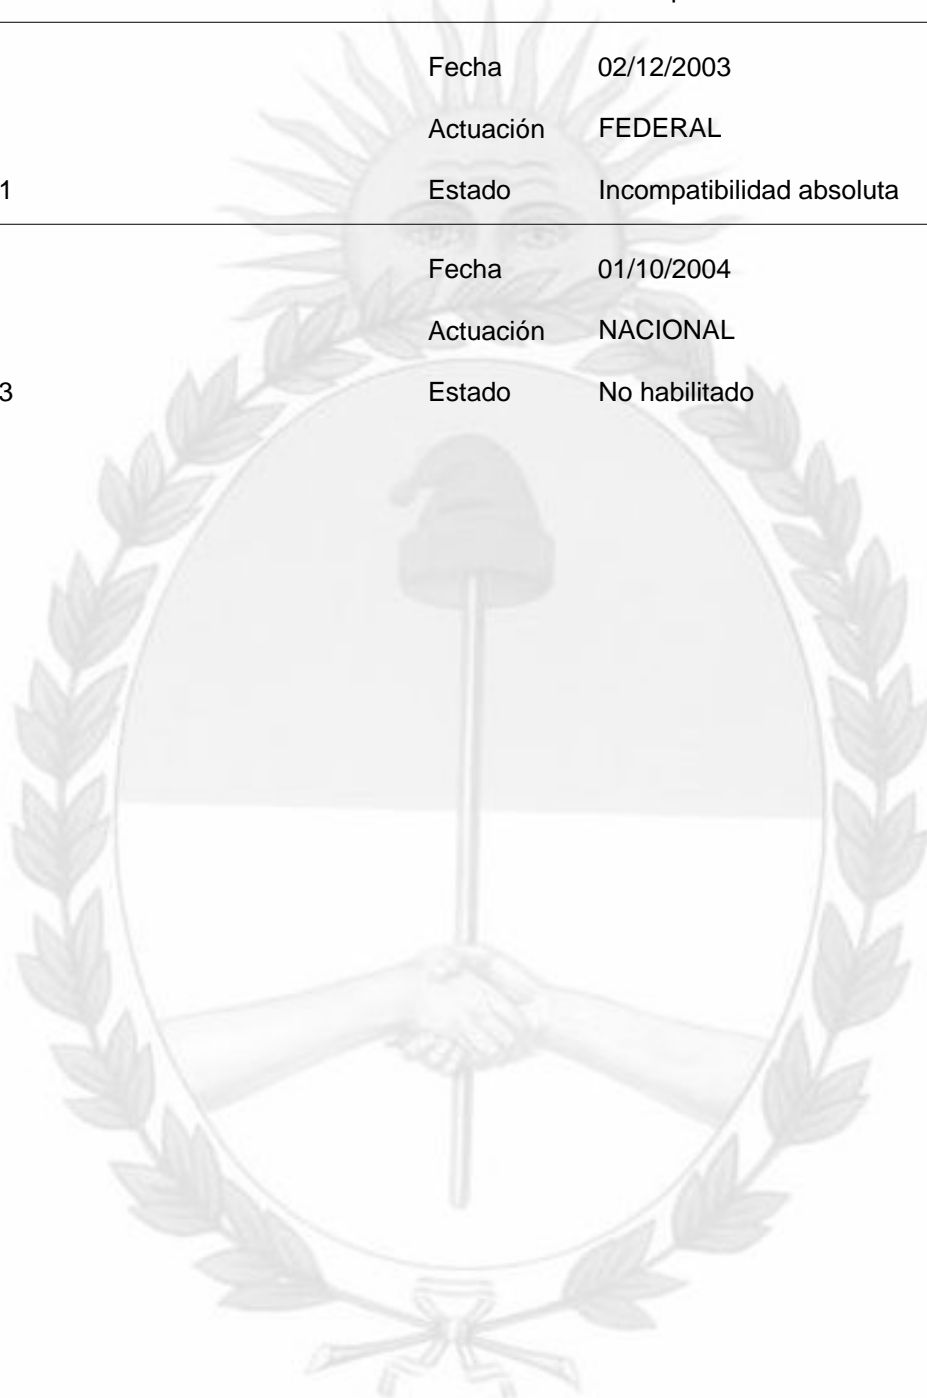 Fecha 02/12/2003
Actuación FEDERAL
1 Estado Incompatibilidad absoluta
Fecha 01/10/2004
Actuación NACIONAL
3 Estado No habilitado